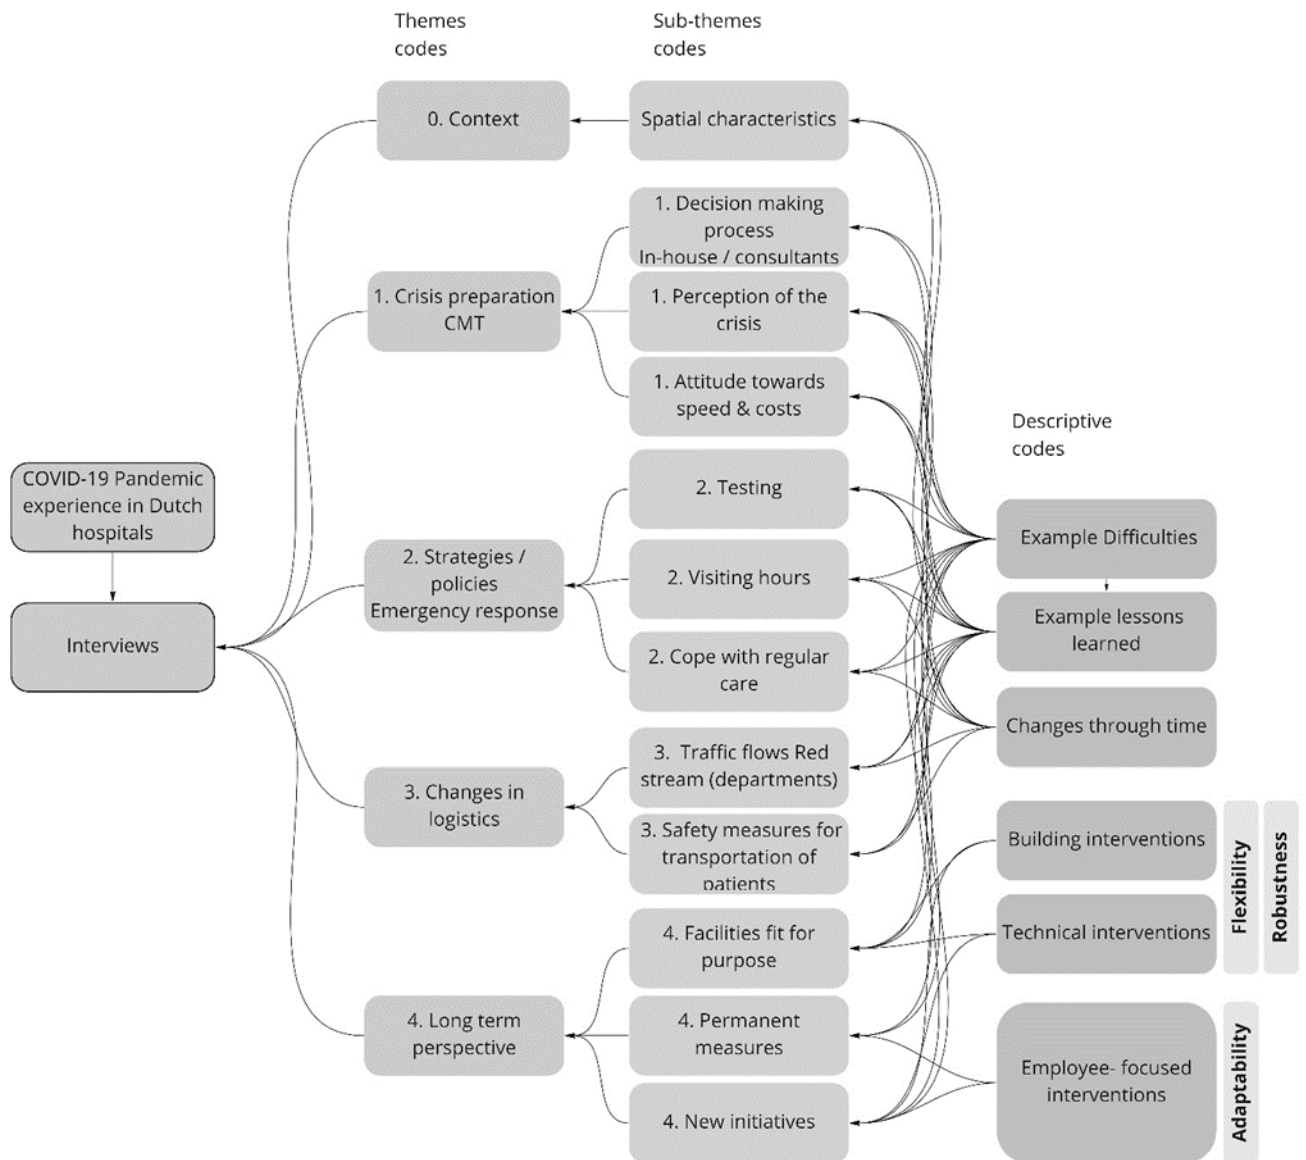 Themes
codes
Sub-themes
codes
0. Context
Spatial characteristics
1. Decision making
process
In-house / consultants
1. Crisis preparation
CMT
1. Perception of the
crisis
1. Attitude towards
speed & costs
Descriptive
codes
COVID-19 Pandemic
experience in Dutch
hospitals
Interviews
2. Strategies /
policies
Emergency response
2. Testing
2. Visiting hours
2. Cope with regular
care
Example Difficulties
Example lessons
learned
Changes through time
3. Changes in
logistics
3. Traffic flows Red
stream (departments)
3. Safety measures for
transportation of
patients
Building interventions
Technical interventions
Flexibility
Robustness
4. Long term
perspective
4. Facilities fit for
purpose
4. Permanent
measures
4. New initiatives
Employee- focused
interventions
Adaptability